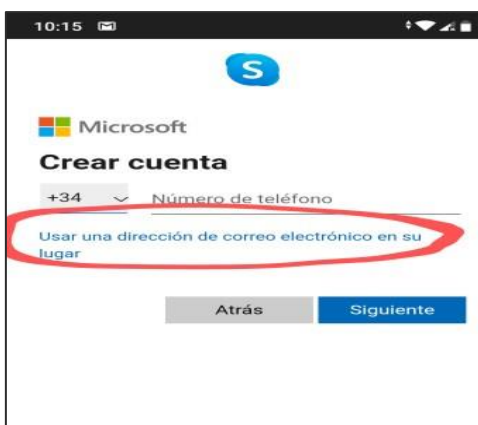 10:15
S
Microsoft
Crear cuenta
+34 Número de teléfono
Usar una dirección de correo electrónico en su
lugar
Atrás Siguiente